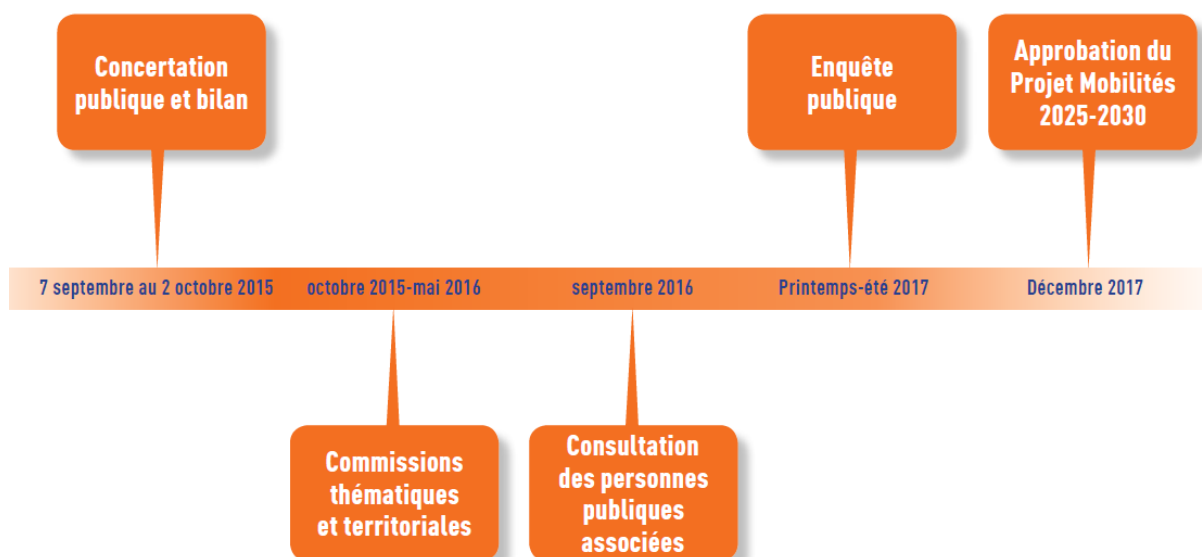 Concertation
publique et bilan
Enquête
publique
Approbation du
Projet Mobilités
2025-2030
7 septembre au 2 octobre 2015
octobre 2015-mai 2016
septembre 2016
Printemps-été 2017
Décembre 2017
Commissions
thématiques
et territoriales
Consultation
des personnes
publiques
associées